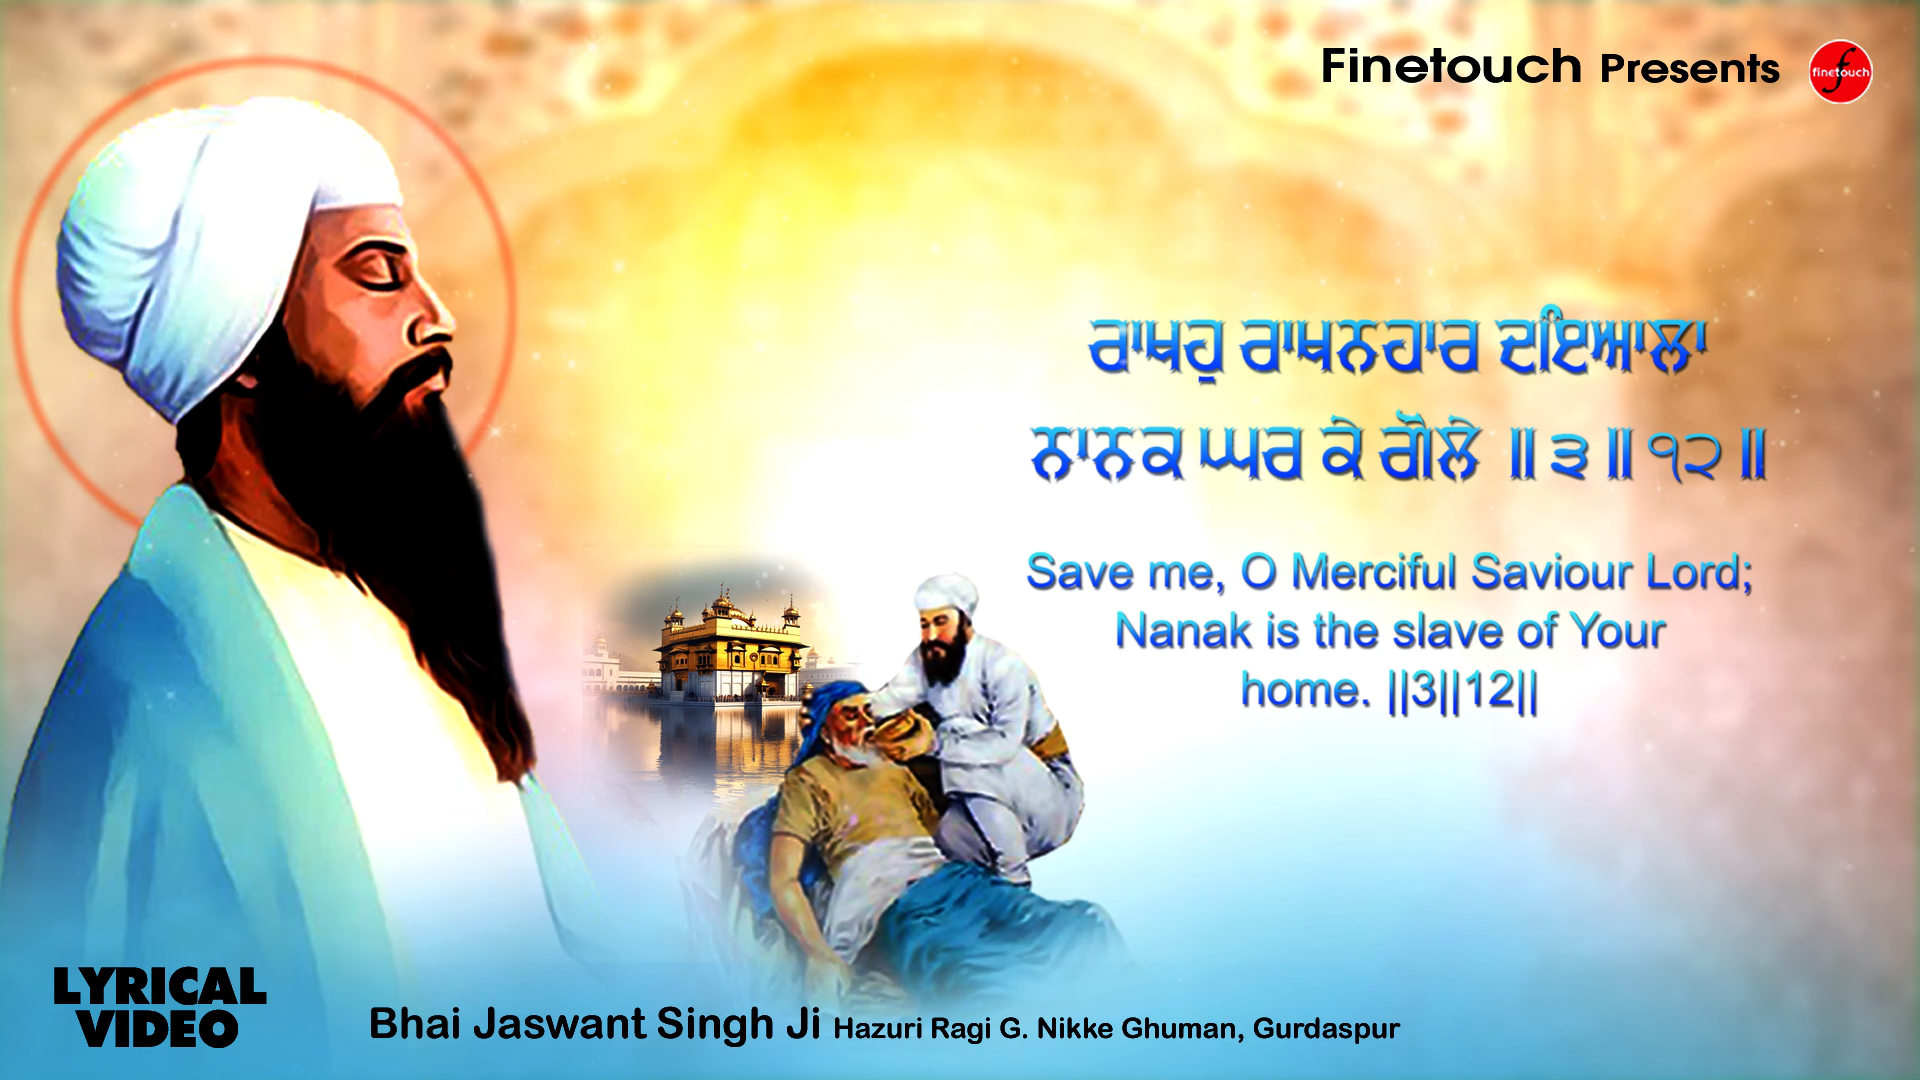 Finetouch Presents
finetouch
ਰਾਖਹੁ ਰਾਖਨਹਾਰ ਦਇਆਲਾ
ਨਾਨਕ ਘਰ ਕੇ ਗੋਲੇ ॥੩॥੧੨॥
Save me, O Merciful Saviour Lord;
Nanak is the slave of Your
home. ||3||12||
LYRICAL
VIDEO
Bhai Jaswant Singh Ji Hazuri Ragi G. Nikke Ghuman, Gurdaspur